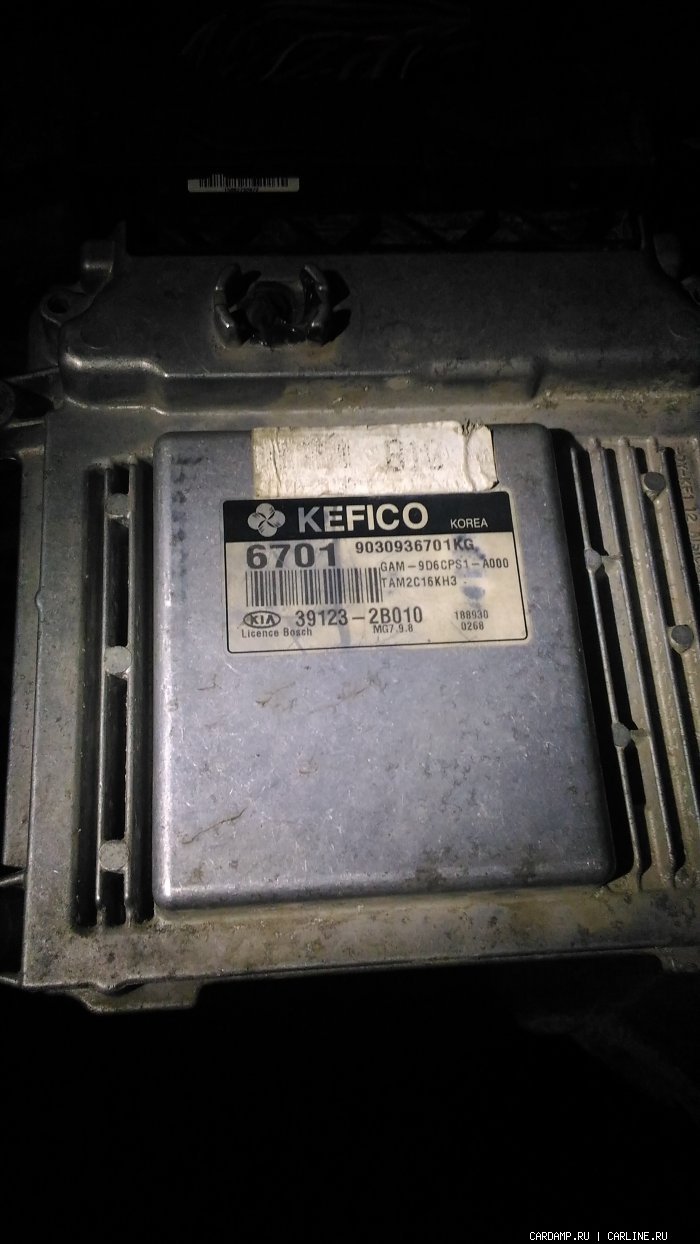 KEFICO KOREA
6701 9030936701KG
GAM-9D6CPS1-A000
TAM2C16KH3
KIA 39123-2B010 188930
Licence Bosch MG7.9.8 0268
CARDAMP.RU | CARLINE.RU